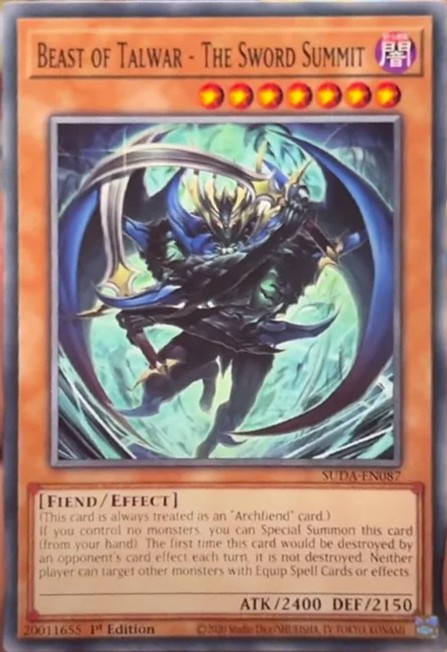 BEAST OF TALWAR - THE SWORD SUMMIT
闇
SUDA-EN087
[FIEND/EFFECT]
(This card is always treated as an "Archfiend" card.)
If you control no monsters, you can Special Summon this card
(from your hand). The first time this card would be destroyed by
an opponent's card effect each turn, it is not destroyed. Neither
player can target other monsters with Equip Spell Cards or effects.
ATK/2400 DEF/2150
20011655 1st Edition ©2020 Studio Dice/SHUEISHA, TV TOKYO, KONAMI